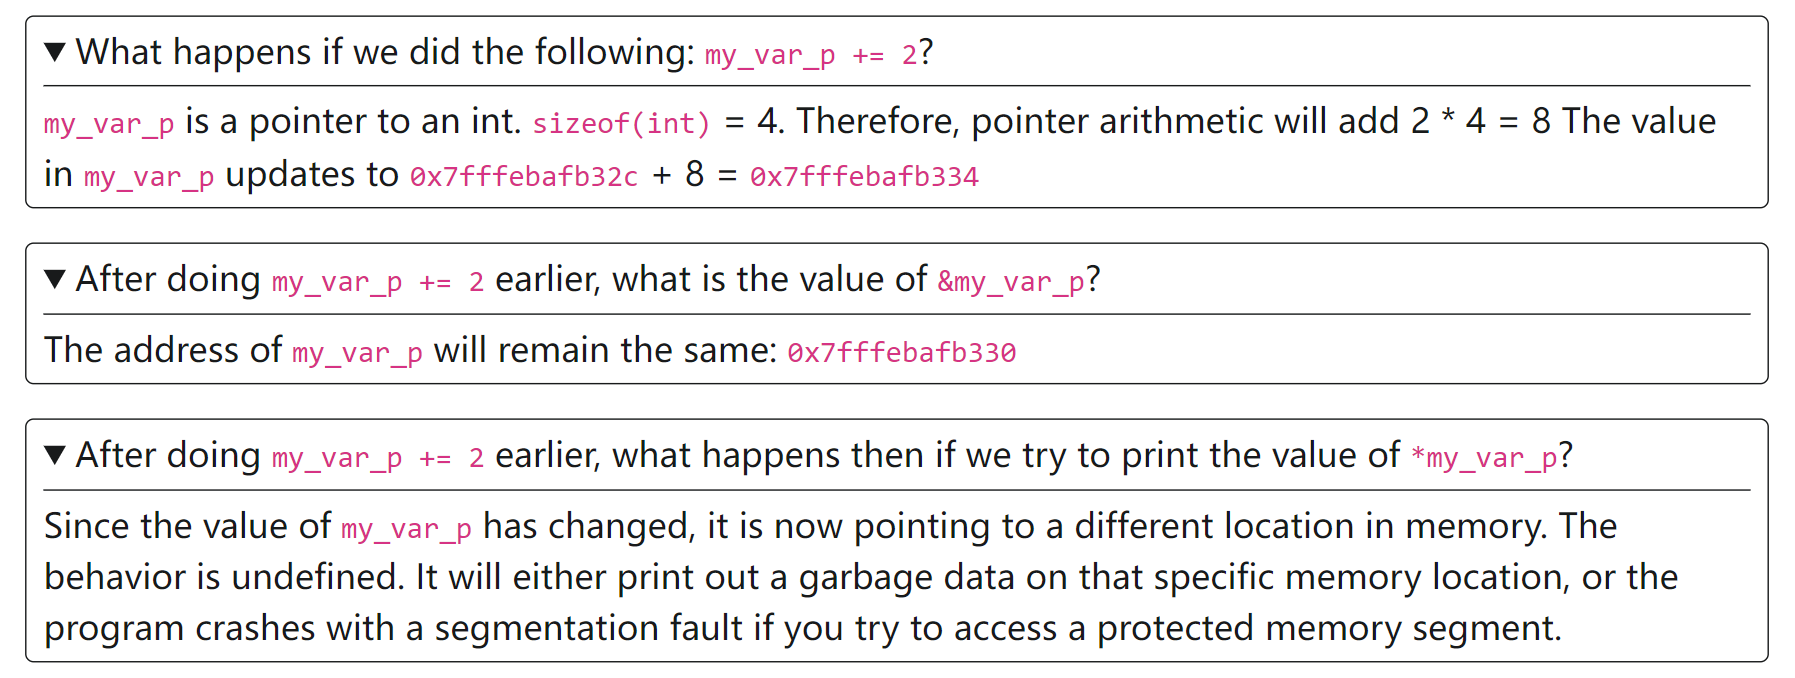 ▼ What happens if we did the following: my_var_p += 2?
my_var_p is a pointer to an int. sizeof(int) = 4. Therefore, pointer arithmetic will add 2 * 4 = 8 The value
in my_var_p updates to 0x7fffebafb32c + 8 = 0x7fffebafb334
▼ After doing my_var_p += 2 earlier, what is the value of &my_var_p?
The address of my_var_p will remain the same: 0x7fffebafb330
▼ After doing my_var_p += 2 earlier, what happens then if we try to print the value of *my_var_p?
Since the value of my_var_p has changed, it is now pointing to a different location in memory. The
behavior is undefined. It will either print out a garbage data on that specific memory location, or the
program crashes with a segmentation fault if you try to access a protected memory segment.